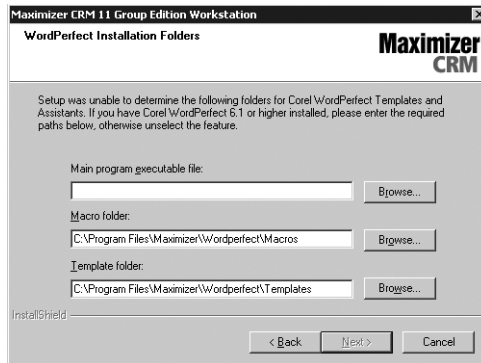 Maximizer CRM 11 Group Edition Workstation
WordPerfect Installation Folders
Maximizer
CRM
Setup was unable to determine the following folders for Corel WordPerfect Templates and
Assistants. If you have Corel WordPerfect 6.1 or higher installed, please enter the required
paths below, otherwise unselect the feature.
Main program executable file:
Browse...
Macro folder:
C:\Program Files\Maximizer\Wordperfect\Macros
Browse...
Template folder:
C:\Program Files\Maximizer\Wordperfect\Templates
Browse...
InstallShield
< Back
Next >
Cancel